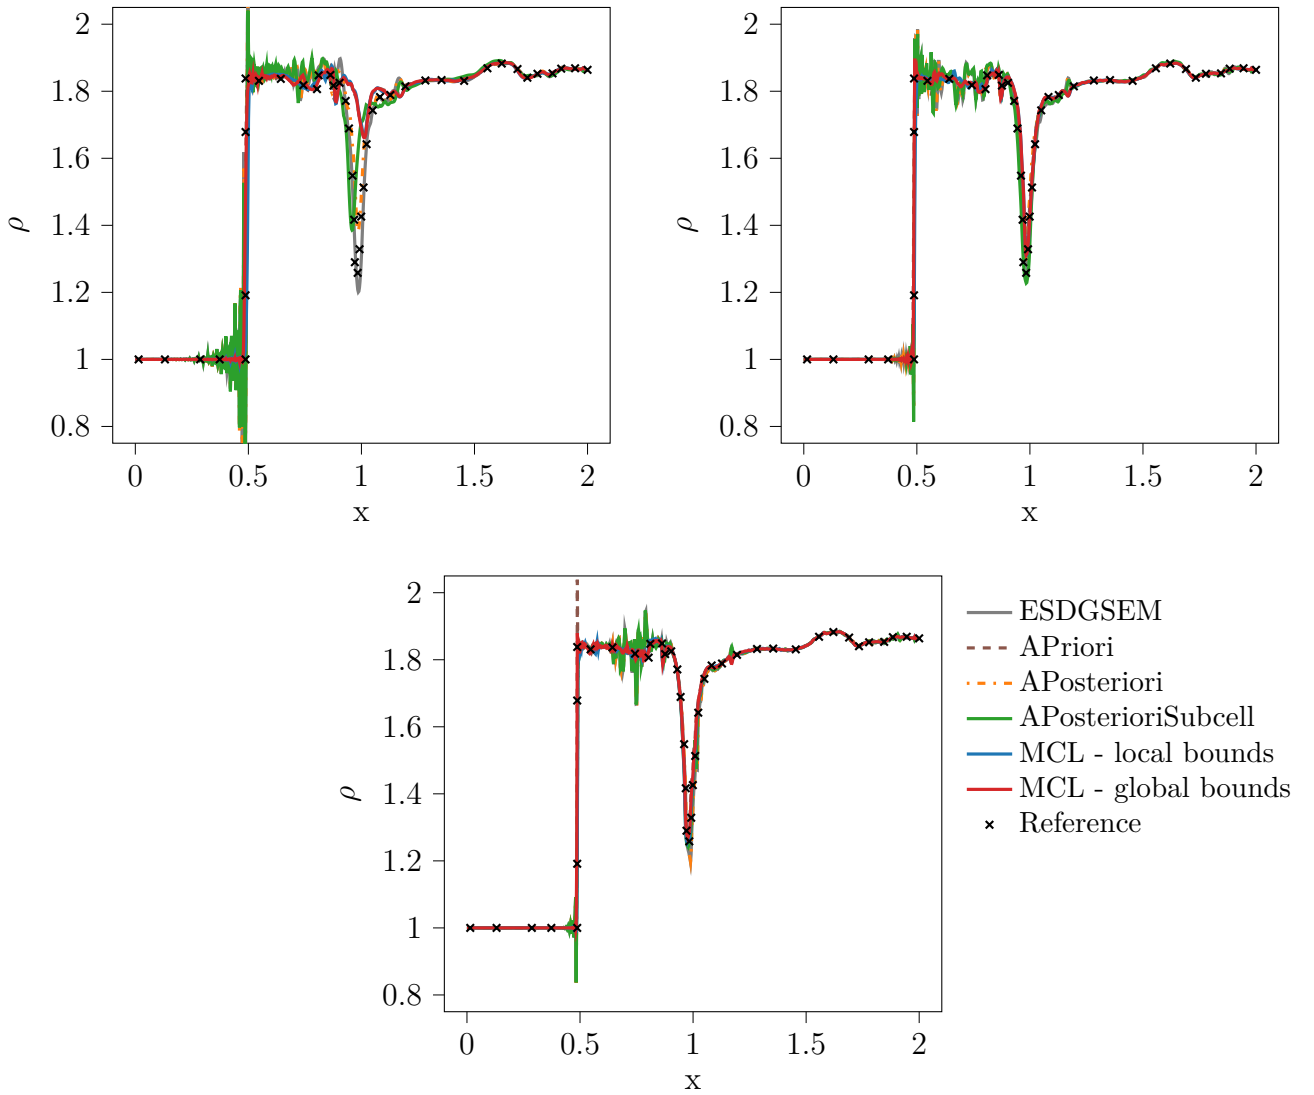 2
1.8
1.6
1.4
1.2
1
0.8
ρ
0
0.5
1
1.5
2
x
2
1.8
1.6
1.4
1.2
1
0.8
ρ
0
0.5
1
1.5
2
x
2
1.8
1.6
1.4
1.2
1
0.8
ρ
0
0.5
1
1.5
2
x
ESDGSEM
APriori
APosteriori
APosterioriSubcell
MCL - local bounds
MCL - global bounds
Reference